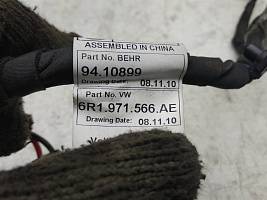 ASSEMBLED IN CHINA
Part No. BEHR
94.10899
Drawing Date: 08.11.10
Part No. VW
6R1.971.566.AE
Drawing Date: 08.11.10